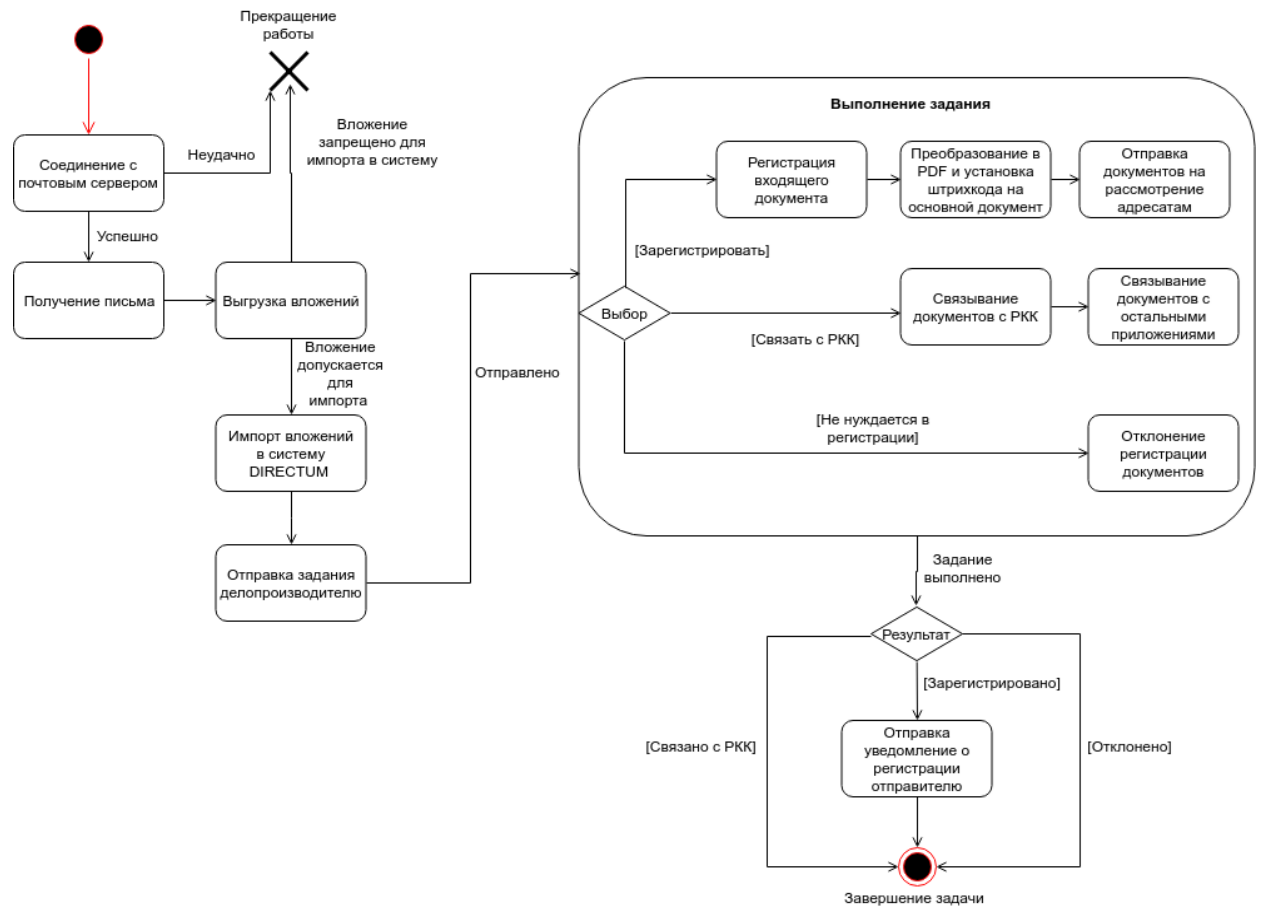 Прекращение
работы
Соединение с
почтовым сервером
Неудачно
Вложение
запрещено для
импорта в систему
Успешно
Получение письма
Выгрузка вложений
Вложение
допускается
для
импорта
Импорт вложений
в систему
DIRECTUM
Отправка задания
делопроизводителю
Отправлено
Выполнение задания
Регистрация
входящего
документа
Преобразование в
PDF и установка
штрихкода на
основной документ
Отправка
документов на
рассмотрение
адресатам
[Зарегистрировать]
Выбор
Связывание
документов с РКК
Связывание
документов с
остальными
приложениями
[Связать с РКК]
[Не нуждается в
регистрации]
Отклонение
регистрации
документов
Задание
выполнено
Результат
[Зарегистрировано]
[Связано с РКК]
Отправка
уведомление о
регистрации
отправителю
[Отклонено]
Завершение задачи